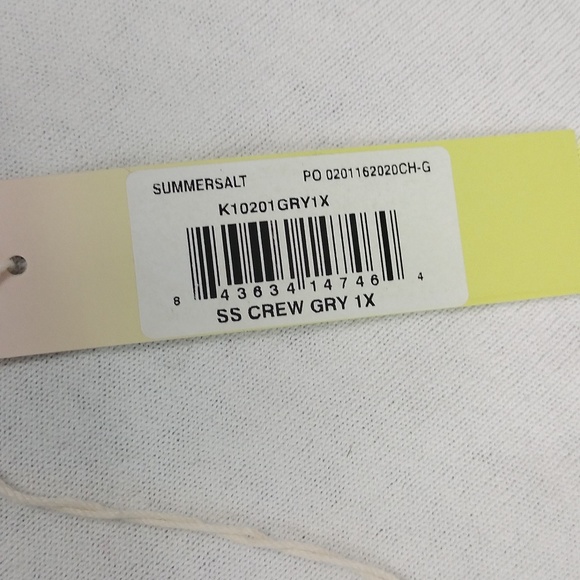 SUMMERSALT PO 0201162020CH-G
K10201GRY1X
8 43634 14746 4
SS CREW GRY 1X